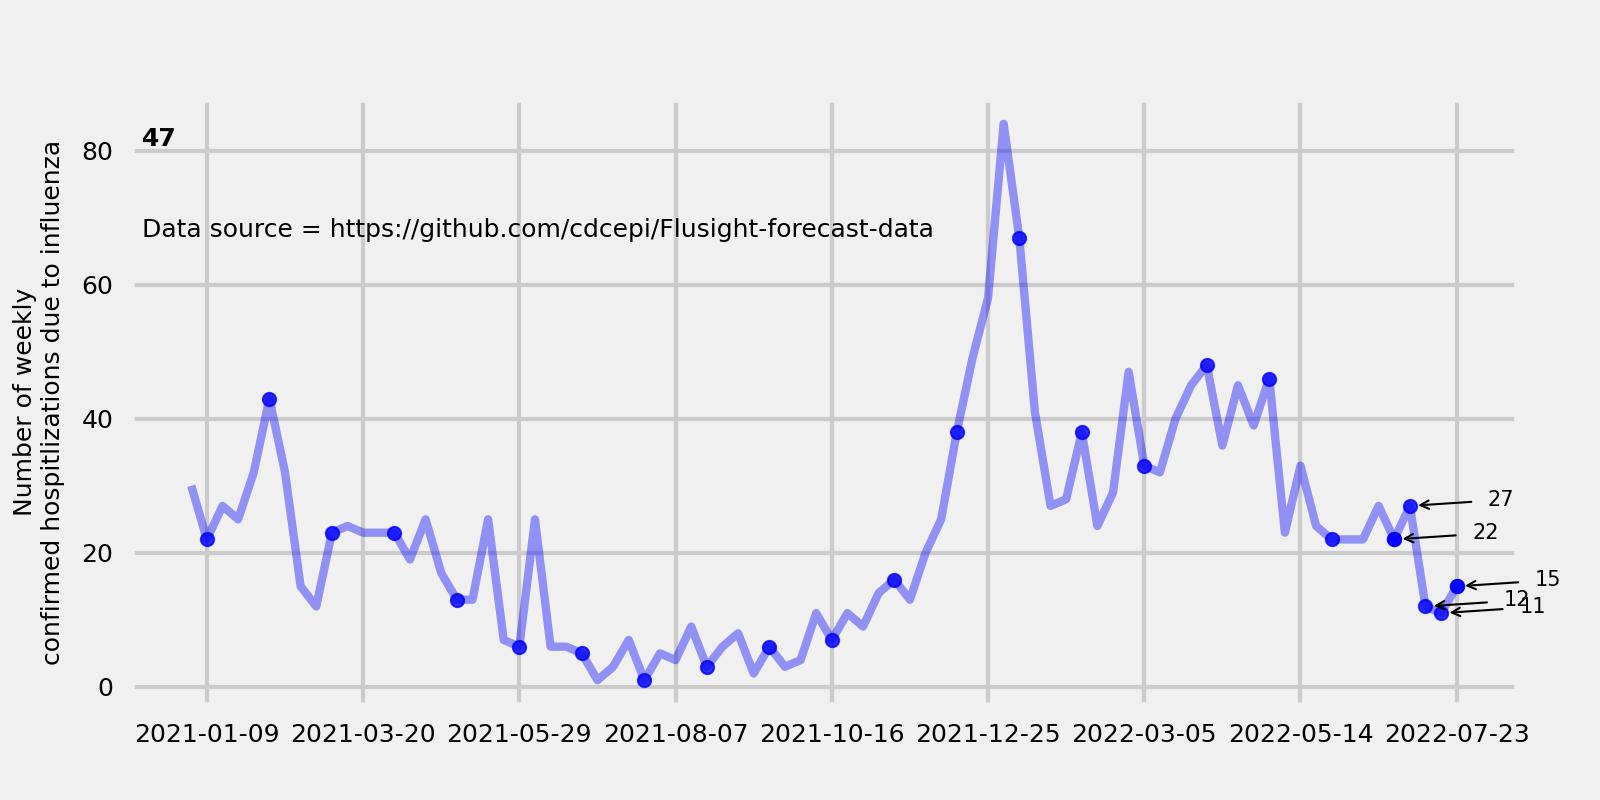 47
Data source = https://github.com/cdcepi/Flusight-forecast-data
Number of weekly
confirmed hospitlizations due to influenza
80
60
40
20
0
27
22
15
12
11
2021-01-09 2021-03-20 2021-05-29 2021-08-07 2021-10-16 2021-12-25 2022-03-05 2022-05-14 2022-07-23